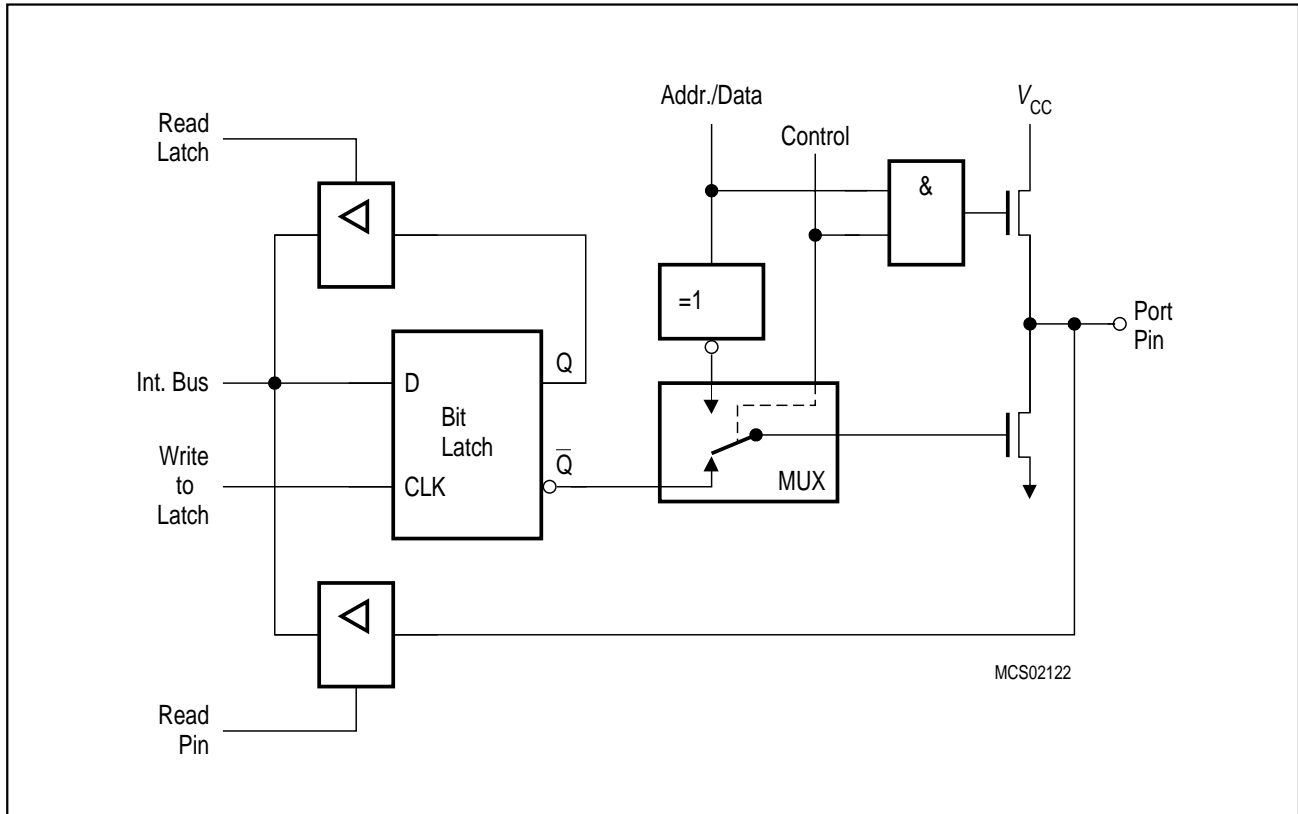 Addr./Data
V_CC
Read
Latch
Control
&
=1
Port
Pin
Q
Int. Bus
D
Bit
Latch
Q̅
Write
to
Latch
CLK
MUX
MCS02122
Read
Pin